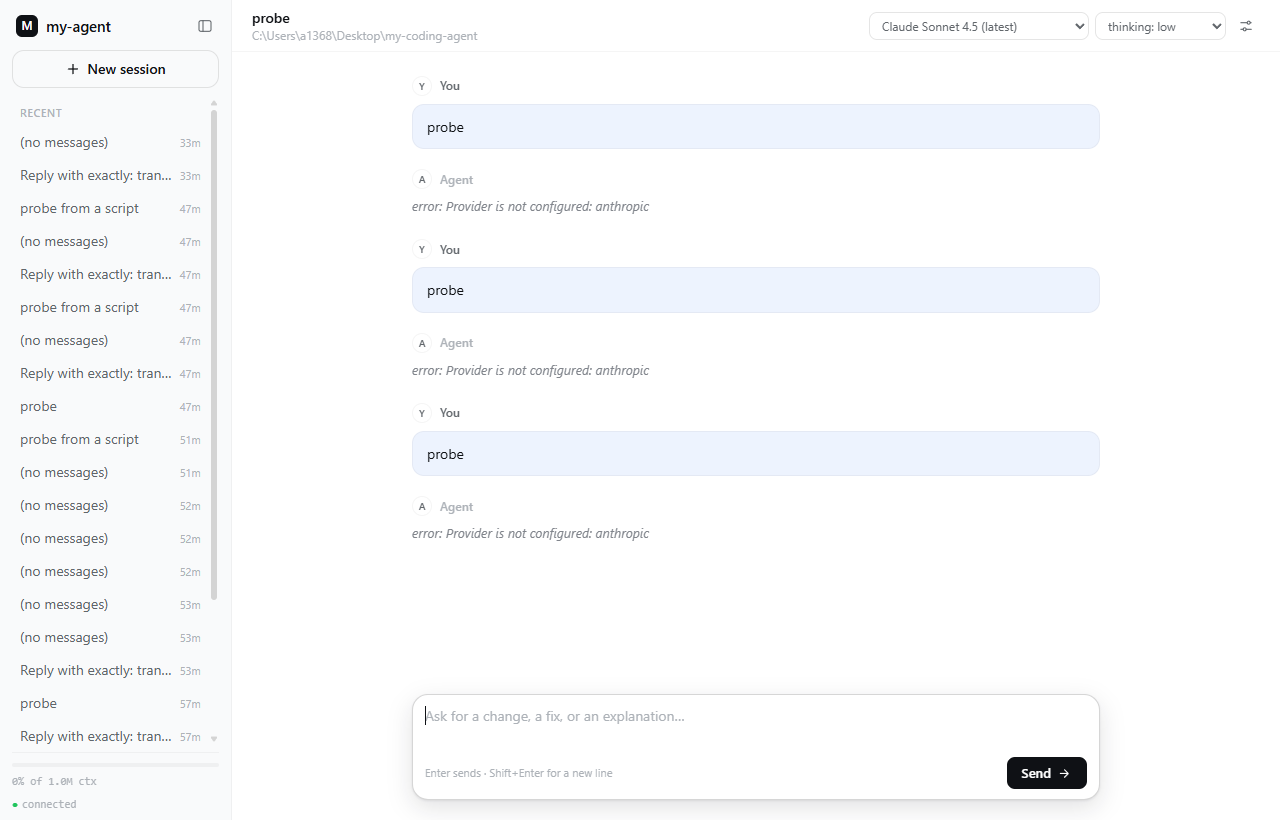 M my-agent
New session
RECENT
(no messages) 33m
Reply with exactly: tran... 33m
probe from a script 47m
(no messages) 47m
Reply with exactly: tran... 47m
probe from a script 47m
(no messages) 47m
Reply with exactly: tran... 47m
probe 47m
probe from a script 51m
(no messages) 51m
(no messages) 52m
(no messages) 52m
(no messages) 52m
(no messages) 53m
(no messages) 53m
Reply with exactly: tran... 53m
probe 57m
Reply with exactly: tran... 57m
0% of 1.0M ctx
connected
probe
C:\Users\a1368\Desktop\my-coding-agent
Claude Sonnet 4.5 (latest)
thinking: low
Y You
probe
A Agent
error: Provider is not configured: anthropic
Y You
probe
A Agent
error: Provider is not configured: anthropic
Y You
probe
A Agent
error: Provider is not configured: anthropic
Ask for a change, a fix, or an explanation...
Enter sends · Shift+Enter for a new line
Send →